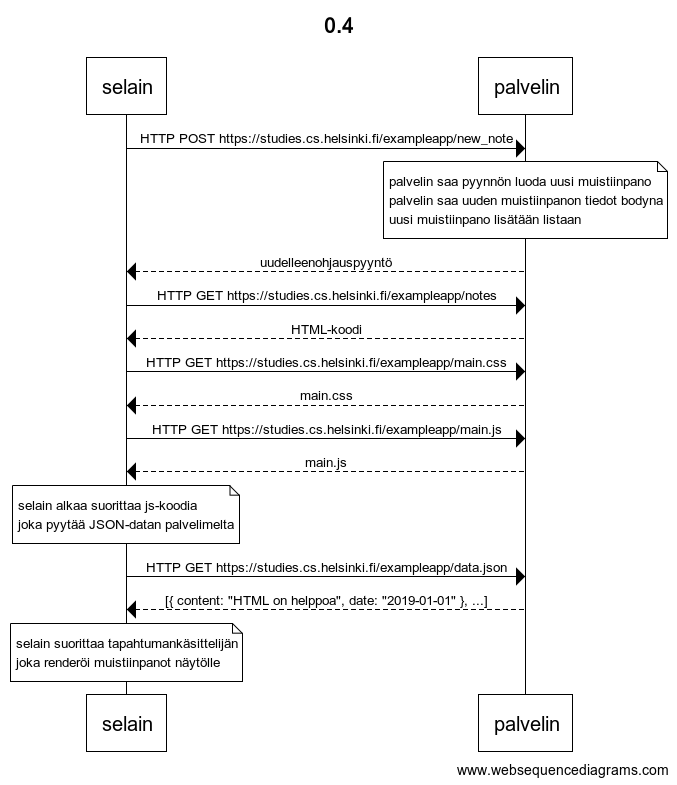 0.4
selain
palvelin
HTTP POST https://studies.cs.helsinki.fi/exampleapp/new_note
palvelin saa pyynnön luoda uusi muistiinpano
palvelin saa uuden muistiinpanon tiedot bodyna
uusi muistiinpano lisätään listaan
uudelleenohjauspyyntö
HTTP GET https://studies.cs.helsinki.fi/exampleapp/notes
HTML-koodi
HTTP GET https://studies.cs.helsinki.fi/exampleapp/main.css
main.css
HTTP GET https://studies.cs.helsinki.fi/exampleapp/main.js
main.js
selain alkaa suorittaa js-koodia
joka pyytää JSON-datan palvelimelta
HTTP GET https://studies.cs.helsinki.fi/exampleapp/data.json
[{ content: "HTML on helppoa", date: "2019-01-01" }, ...]
selain suorittaa tapahtumankäsittelijän
joka renderöi muistiinpanot näytölle
selain
palvelin
www.websequencediagrams.com